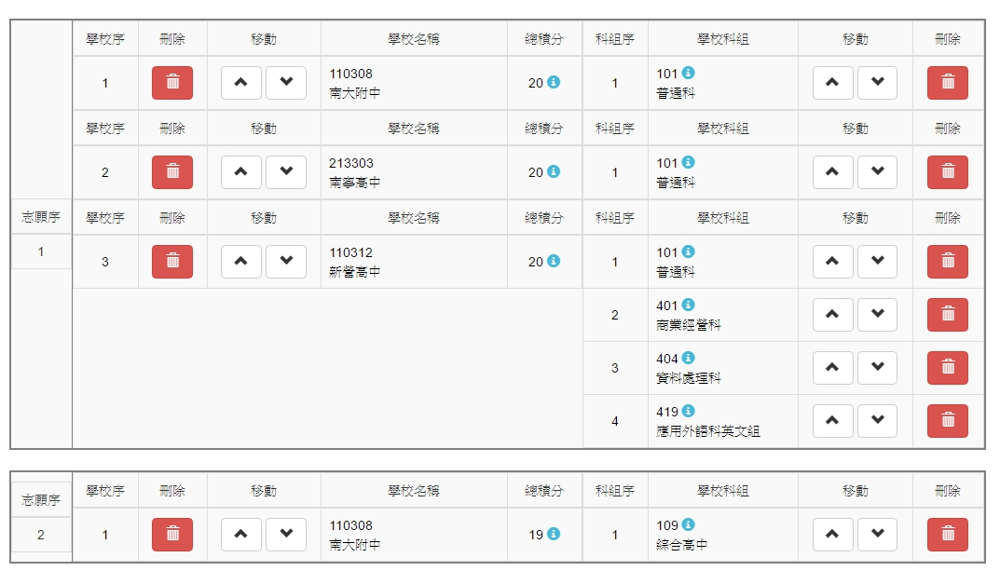 學校序 刪除 移動 學校名稱 總積分 科組序 學校科組 移動 刪除
1 110308 20 1 101
南大附中 普通科
學校序 刪除 移動 學校名稱 總積分 科組序 學校科組 移動 刪除
2 213303 20 1 101
南寧高中 普通科
志願序 學校序 刪除 移動 學校名稱 總積分 科組序 學校科組 移動 刪除
1 3 110312 20 1 101
新營高中 普通科
2 401
商業經營科
3 404
資料處理科
4 419
應用外語科英文組
志願序 學校序 刪除 移動 學校名稱 總積分 科組序 學校科組 移動 刪除
2 1 110308 19 1 109
南大附中 綜合高中